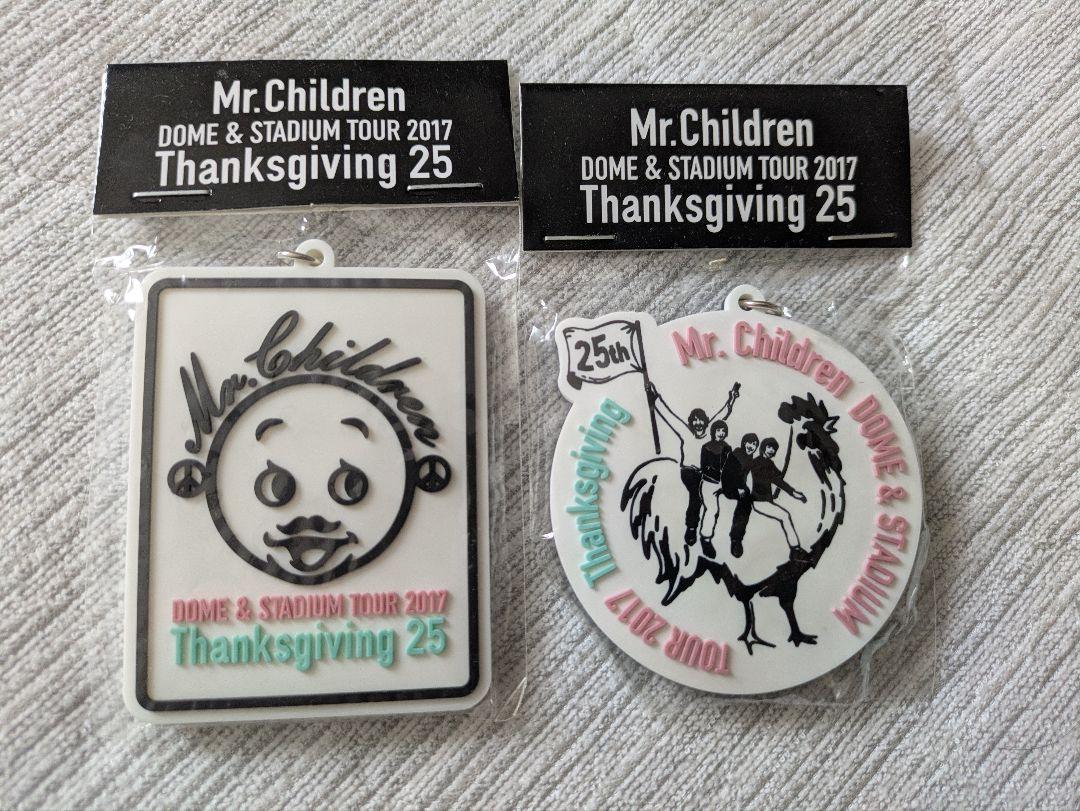 Mr.Children
DOME & STADIUM TOUR 2017
Thanksgiving 25
Mr.Children
DOME & STADIUM TOUR 2017
Thanksgiving 25
Mr.Children
DOME & STADIUM TOUR 2017
Thanksgiving 25
25th
Mr. Children DOME & STADIUM
TOUR 2017
Thanksgiving